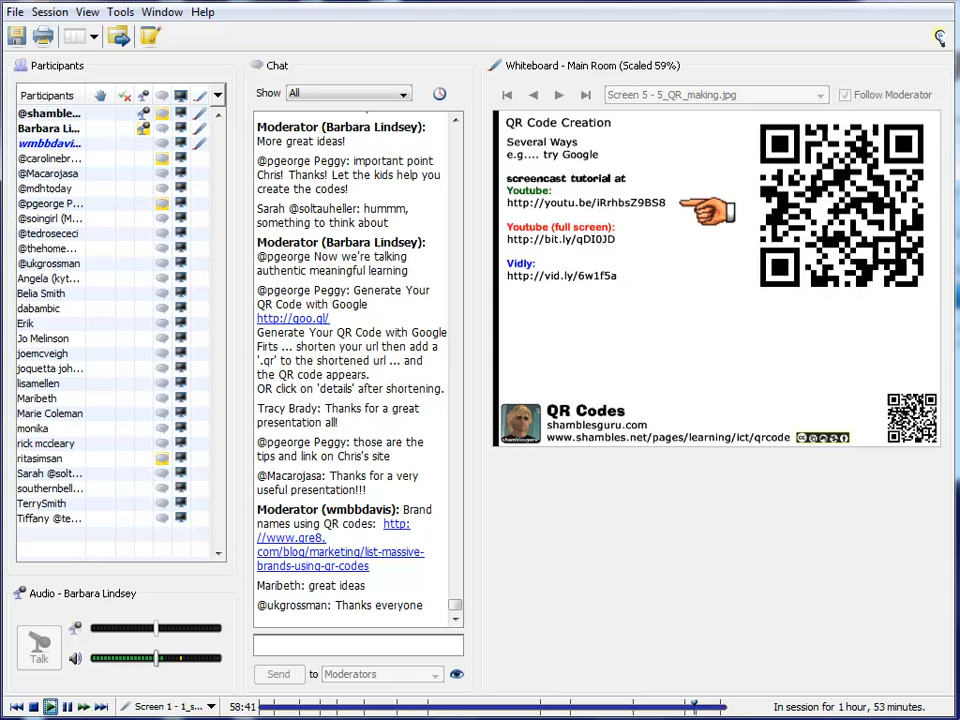 File Session View Tools Window Help
Participants
Participants
@shamble...
Barbara Li...
wmbbdavi...
@carolinebr...
@Macarojasa
@mdhtoday
@pgeorge P...
@soingirl (M...
@tedrosececi
@thehome...
@ukgrossman
Angela (kyt...
Belia Smith
dabambic
Erik
Jo Melinson
joemcveigh
joquetta joh...
lisamellen
Maribeth
Marie Coleman
monika
rick mccleary
ritasimsan
Sarah @solt...
southernbell...
TerrySmith
Tiffany @te...
Audio - Barbara Lindsey
Talk
Chat
Show All
Moderator (Barbara Lindsey):
More great ideas!
@pgeorge Peggy: important point
Chris! Thanks! Let the kids help you
create the codes!
Sarah @soltauheller: hummm,
something to think about
Moderator (Barbara Lindsey):
@pgeorge Now we're talking
authentic meaningful learning
@pgeorge Peggy: Generate Your
QR Code with Google
http://goo.gl/
Generate Your QR Code with Google
Firts ... shorten your url then add a
'.qr' to the shortened url ... and
the QR code appears.
OR click on 'details' after shortening.
Tracy Brady: Thanks for a great
presentation all!
@pgeorge Peggy: those are the
tips and link on Chris's site
@Macarojasa: Thanks for a very
useful presentation!!!
Moderator (wmbbdavis): Brand
names using QR codes: http:
//www.qre8.
com/blog/marketing/list-massive-
brands-using-qr-codes
Maribeth: great ideas
@ukgrossman: Thanks everyone
Send to Moderators
Whiteboard - Main Room (Scaled 59%)
Screen 5 - 5_QR_making.jpg
Follow Moderator
QR Code Creation
Several Ways
e.g.... try Google
screencast tutorial at
Youtube:
http://youtu.be/iRrhbsZ9BS8
Youtube (full screen):
http://bit.ly/qDI0JD
Vidly:
http://vid.ly/6w1f5a
shamblesguru
QR Codes
shamblesguru.com
www.shambles.net/pages/learning/ict/qrcode
Screen 1 - 1_s... 58:41 In session for 1 hour, 53 minutes.